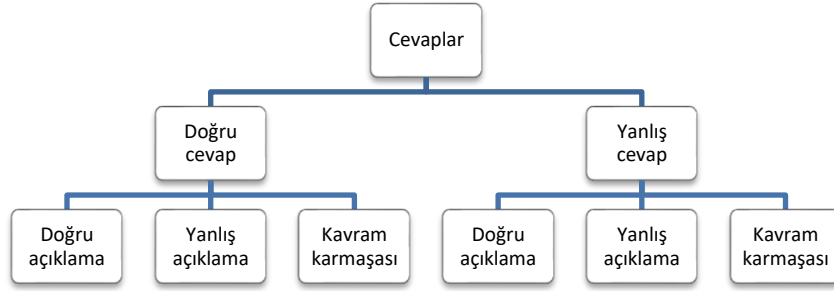 Cevaplar
Doğru
cevap
Yanlış
cevap
Doğru
açıklama
Yanlış
açıklama
Kavram
karmaşası
Doğru
açıklama
Yanlış
açıklama
Kavram
karmaşası